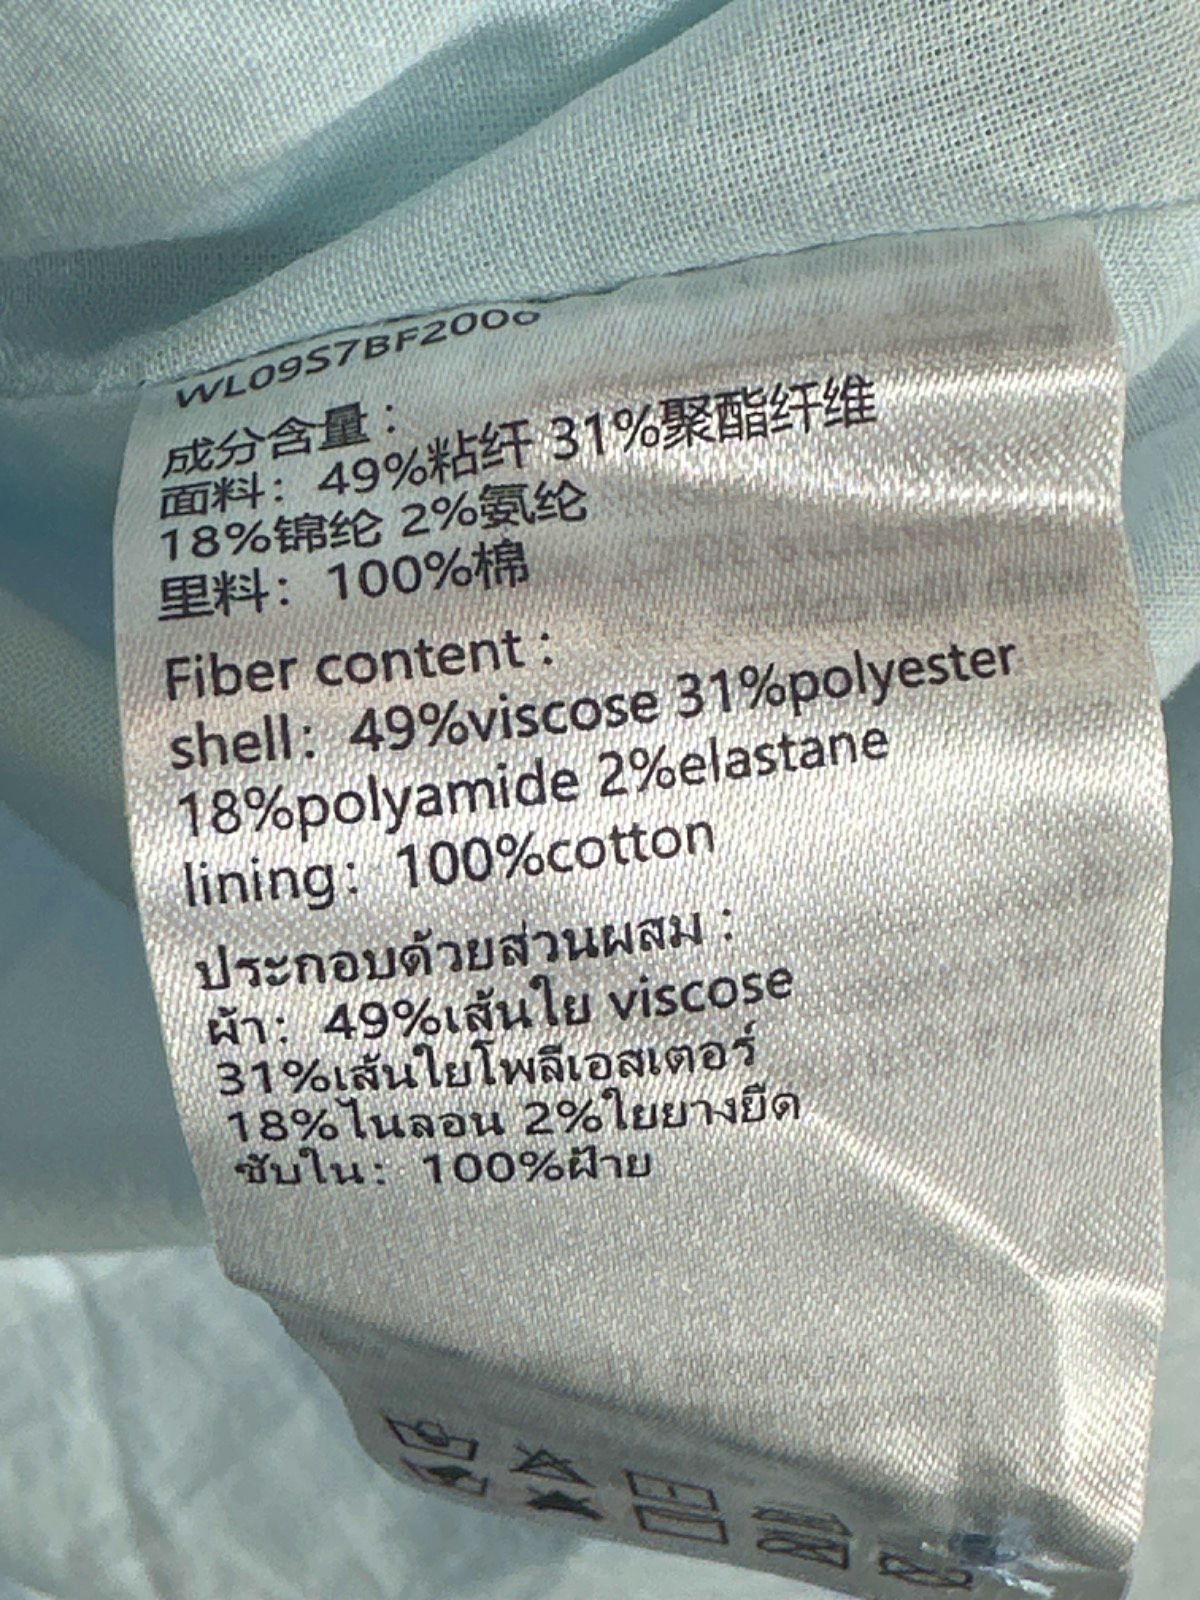 WL09S7BF2006
成分含量：
面料：49%粘纤 31%聚酯纤维
18%锦纶 2%氨纶
里料：100%棉
Fiber content :
shell: 49%viscose 31%polyester
18%polyamide 2%elastane
lining: 100%cotton
ประกอบด้วยส่วนผสม :
ผ้า: 49%เส้นใย viscose
31%เส้นใยโพลีเอสเตอร์
18%ไนลอน 2%ใยยางยืด
ซับใน: 100%ฝ้าย